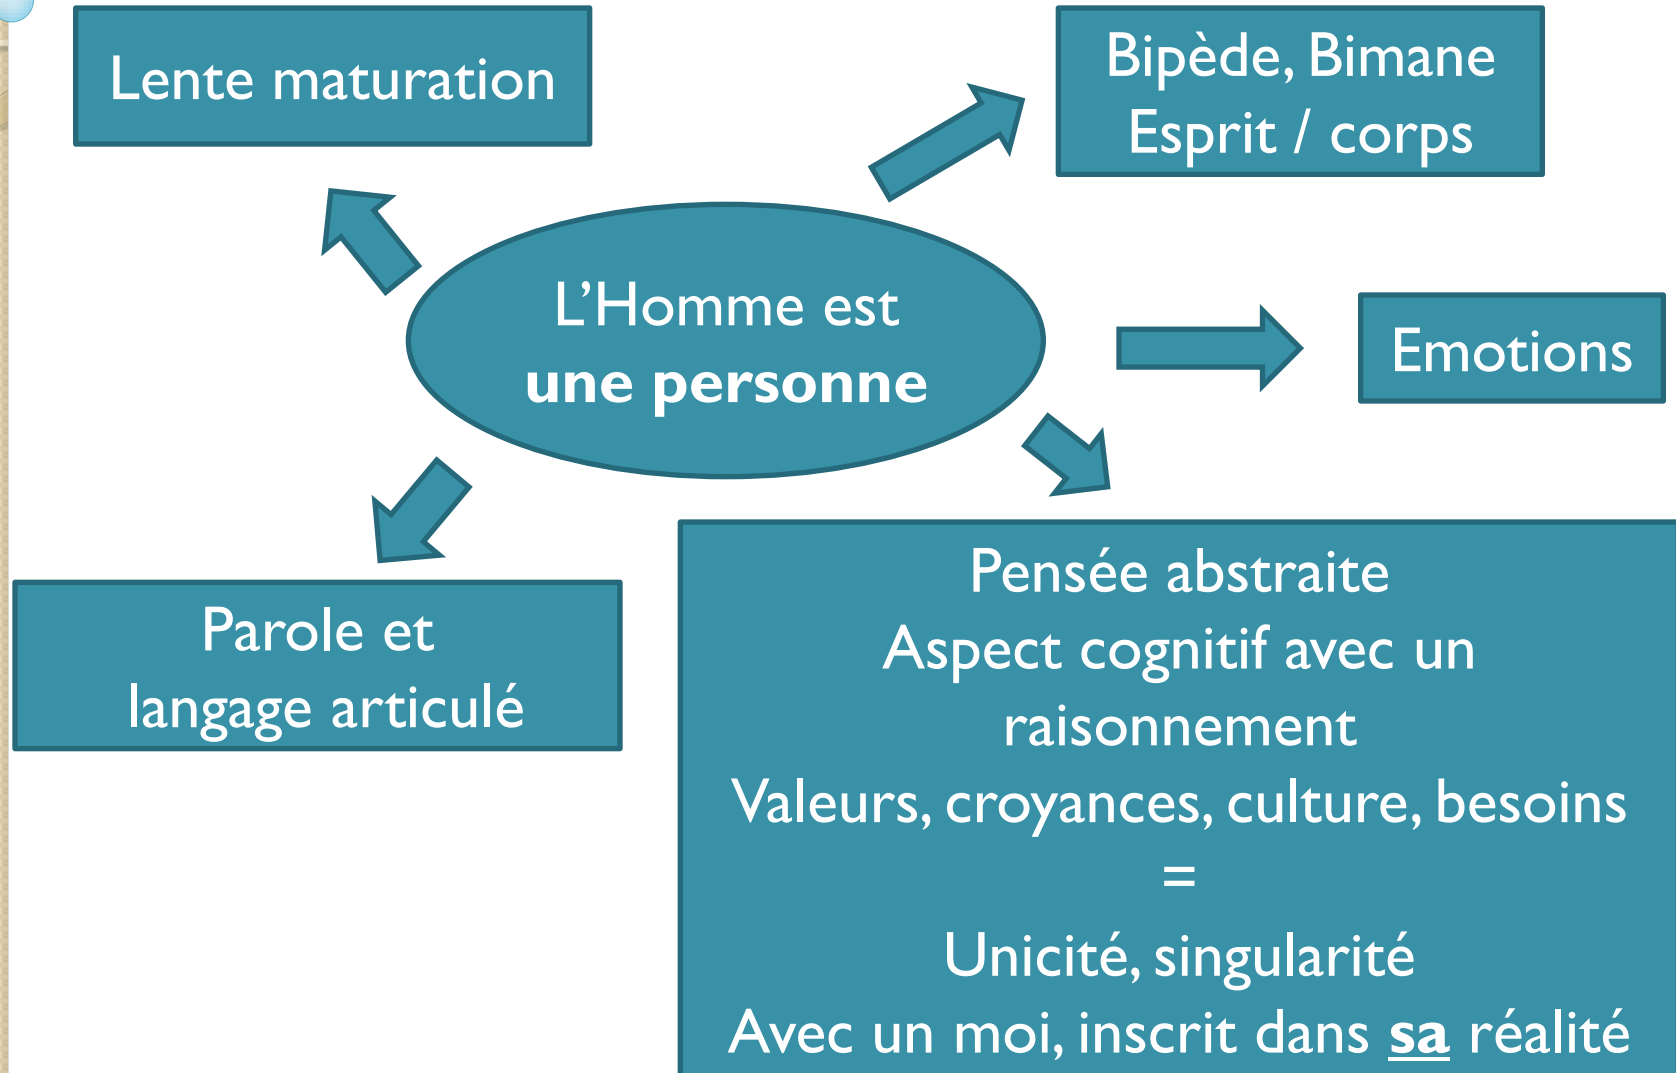 Lente maturation
Bipède, Bimane
Esprit / corps
L’Homme est
une personne
Emotions
Parole et
langage articulé
Pensée abstraite
Aspect cognitif avec un
raisonnement
Valeurs, croyances, culture, besoins
=
Unicité, singularité
Avec un moi, inscrit dans sa réalité